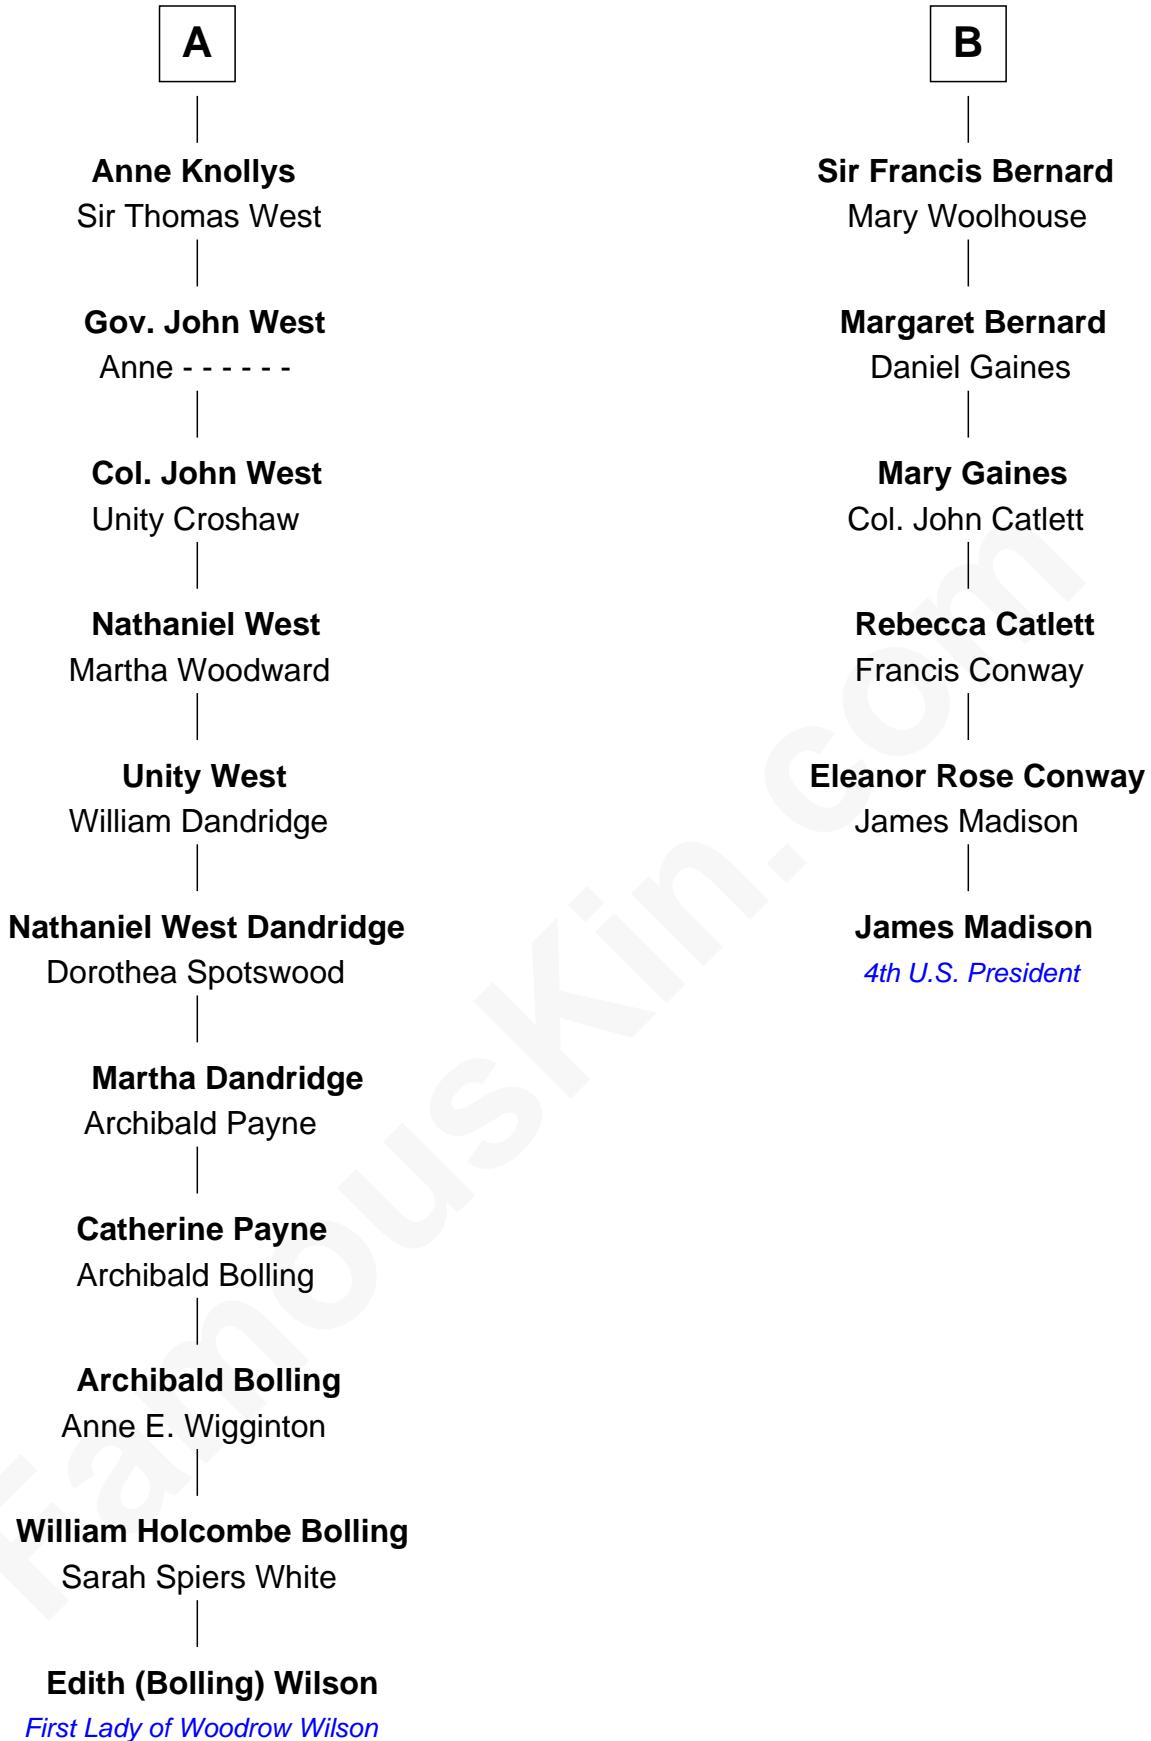 A
Anne Knollys
Sir Thomas West
Gov. John West
Anne - - - - - -
Col. John West
Unity Croshaw
Nathaniel West
Martha Woodward
Unity West
William Dandridge
Nathaniel West Dandridge
Dorothea Spotswood
Martha Dandridge
Archibald Payne
Catherine Payne
Archibald Bolling
Archibald Bolling
Anne E. Wigginton
William Holcombe Bolling
Sarah Spiers White
Edith (Bolling) Wilson
First Lady of Woodrow Wilson
B
Sir Francis Bernard
Mary Woolhouse
Margaret Bernard
Daniel Gaines
Mary Gaines
Col. John Catlett
Rebecca Catlett
Francis Conway
Eleanor Rose Conway
James Madison
James Madison
4th U.S. President
FamousKin.com